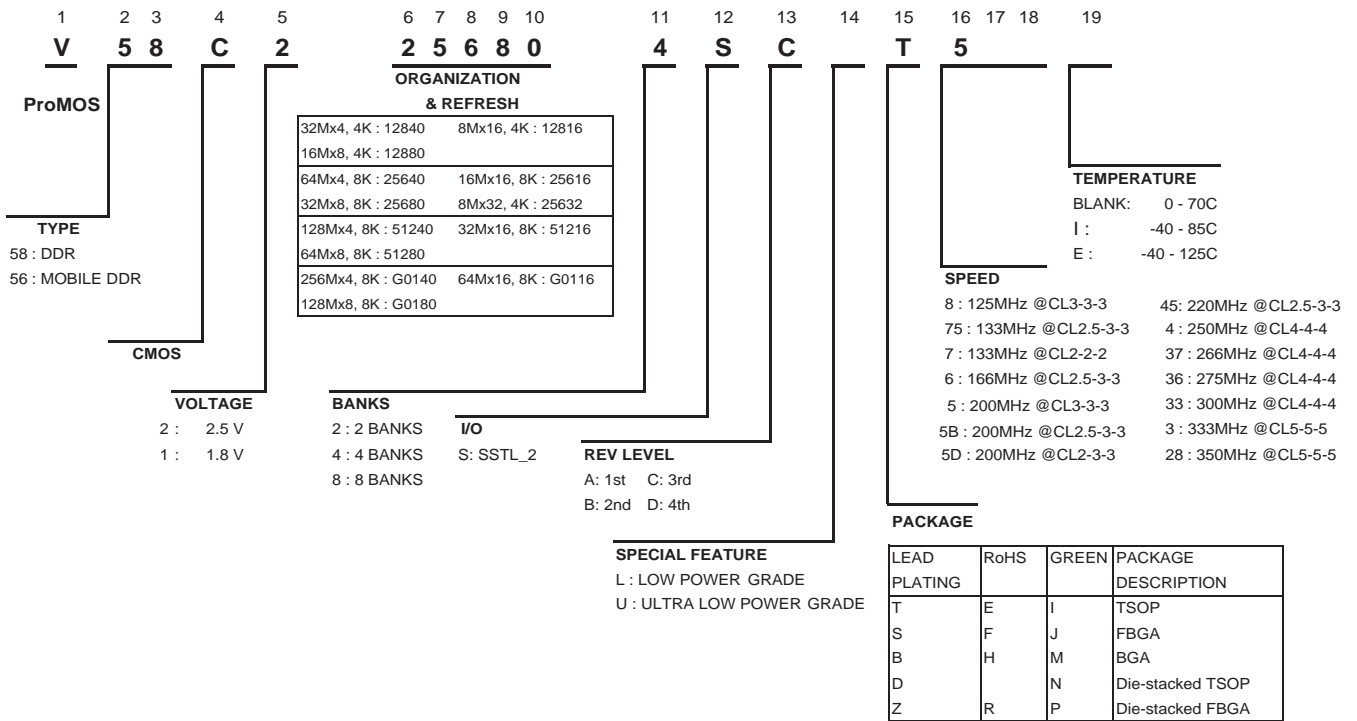 1 2 3 4 5 6 7 8 9 10 11 12 13 14 15 16 17 18 19
V 5 8 C 2 2 5 6 8 0 4 S C T 5
ORGANIZATION
& REFRESH
ProMOS
32Mx4, 4K : 12840 8Mx16, 4K : 12816
16Mx8, 4K : 12880
64Mx4, 8K : 25640 16Mx16, 8K : 25616
32Mx8, 8K : 25680 8Mx32, 4K : 25632
128Mx4, 8K : 51240 32Mx16, 8K : 51216
64Mx8, 8K : 51280
256Mx4, 8K : G0140 64Mx16, 8K : G0116
128Mx8, 8K : G0180
TEMPERATURE
BLANK: 0 - 70C
I : -40 - 85C
E : -40 - 125C
TYPE
58 : DDR
56 : MOBILE DDR
SPEED
8 : 125MHz @CL3-3-3 45: 220MHz @CL2.5-3-3
75 : 133MHz @CL2.5-3-3 4 : 250MHz @CL4-4-4
7 : 133MHz @CL2-2-2 37 : 266MHz @CL4-4-4
6 : 166MHz @CL2.5-3-3 36 : 275MHz @CL4-4-4
5 : 200MHz @CL3-3-3 33 : 300MHz @CL4-4-4
5B : 200MHz @CL2.5-3-3 3 : 333MHz @CL5-5-5
5D : 200MHz @CL2-3-3 28 : 350MHz @CL5-5-5
CMOS
VOLTAGE
2 : 2.5 V
1 : 1.8 V
BANKS
2 : 2 BANKS
4 : 4 BANKS
8 : 8 BANKS
I/O
S: SSTL_2
REV LEVEL
A: 1st C: 3rd
B: 2nd D: 4th
SPECIAL FEATURE
L : LOW POWER GRADE
U : ULTRA LOW POWER GRADE
PACKAGE
LEAD PLATING RoHS GREEN PACKAGE DESCRIPTION
T E I TSOP
S F J FBGA
B H M BGA
D N Die-stacked TSOP
Z R P Die-stacked FBGA